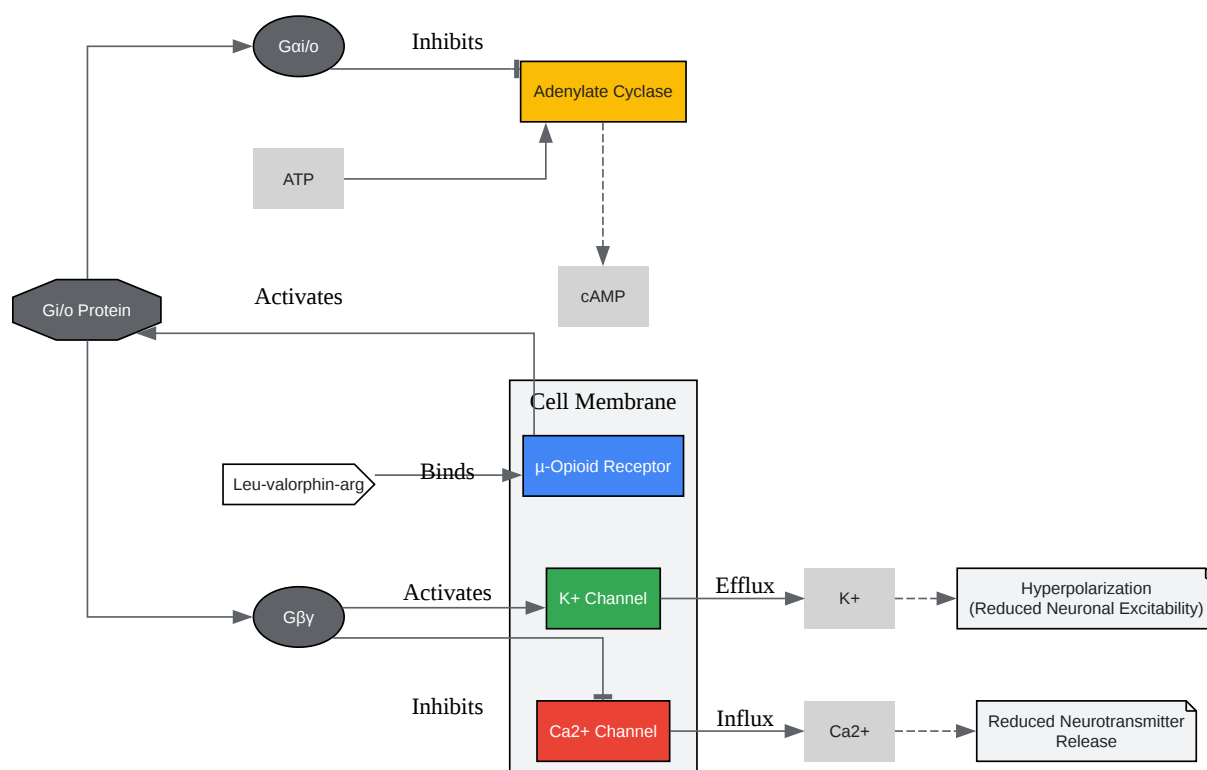 Gαi/o
Inhibits
Adenylate Cyclase
ATP
cAMP
Activates
Gi/o Protein
Cell Membrane
µ-Opioid Receptor
Leu-valorphin-arg
Binds
Activates
K+ Channel
Efflux
K+
Hyperpolarization
(Reduced Neuronal Excitability)
Gβγ
Inhibits
Ca2+ Channel
Influx
Ca2+
Reduced Neurotransmitter
Release